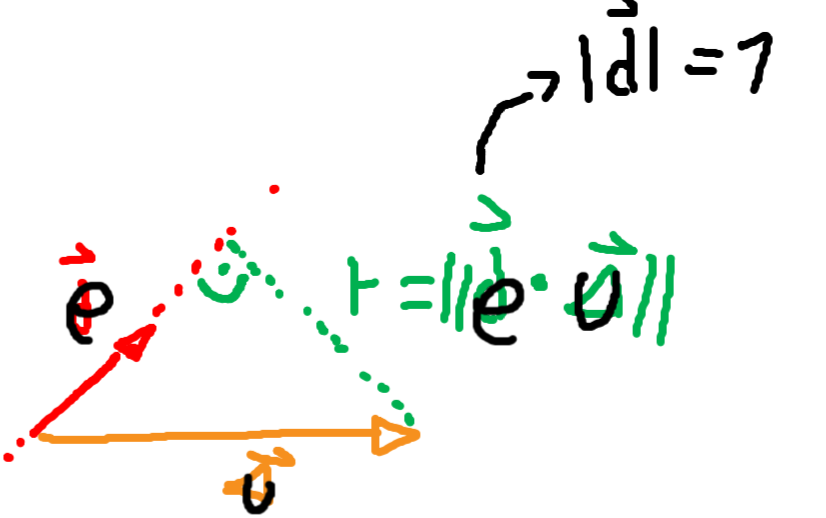 |d⃗| = 1
e⃗
r = ||e⃗ · v⃗||
v⃗